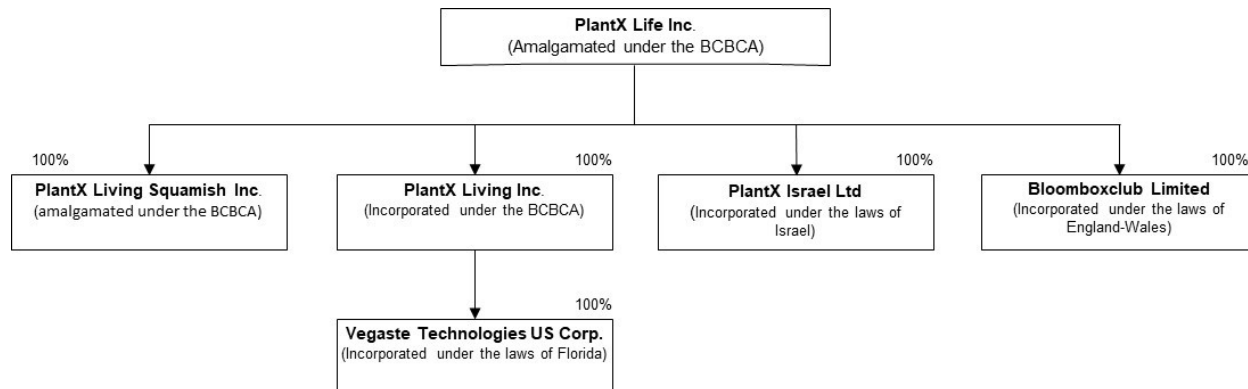 PlantX Life Inc.
(Amalgamated under the BCBCA)
100%
100%
100%
100%
PlantX Living Squamish Inc.
(amalgamated under the BCBCA)
PlantX Living Inc.
(Incorporated under the BCBCA)
PlantX Israel Ltd
(Incorporated under the laws of
Israel)
Bloomboxclub Limited
(Incorporated under the laws of
England-Wales)
100%
Vegaste Technologies US Corp.
(Incorporated under the laws of Florida)